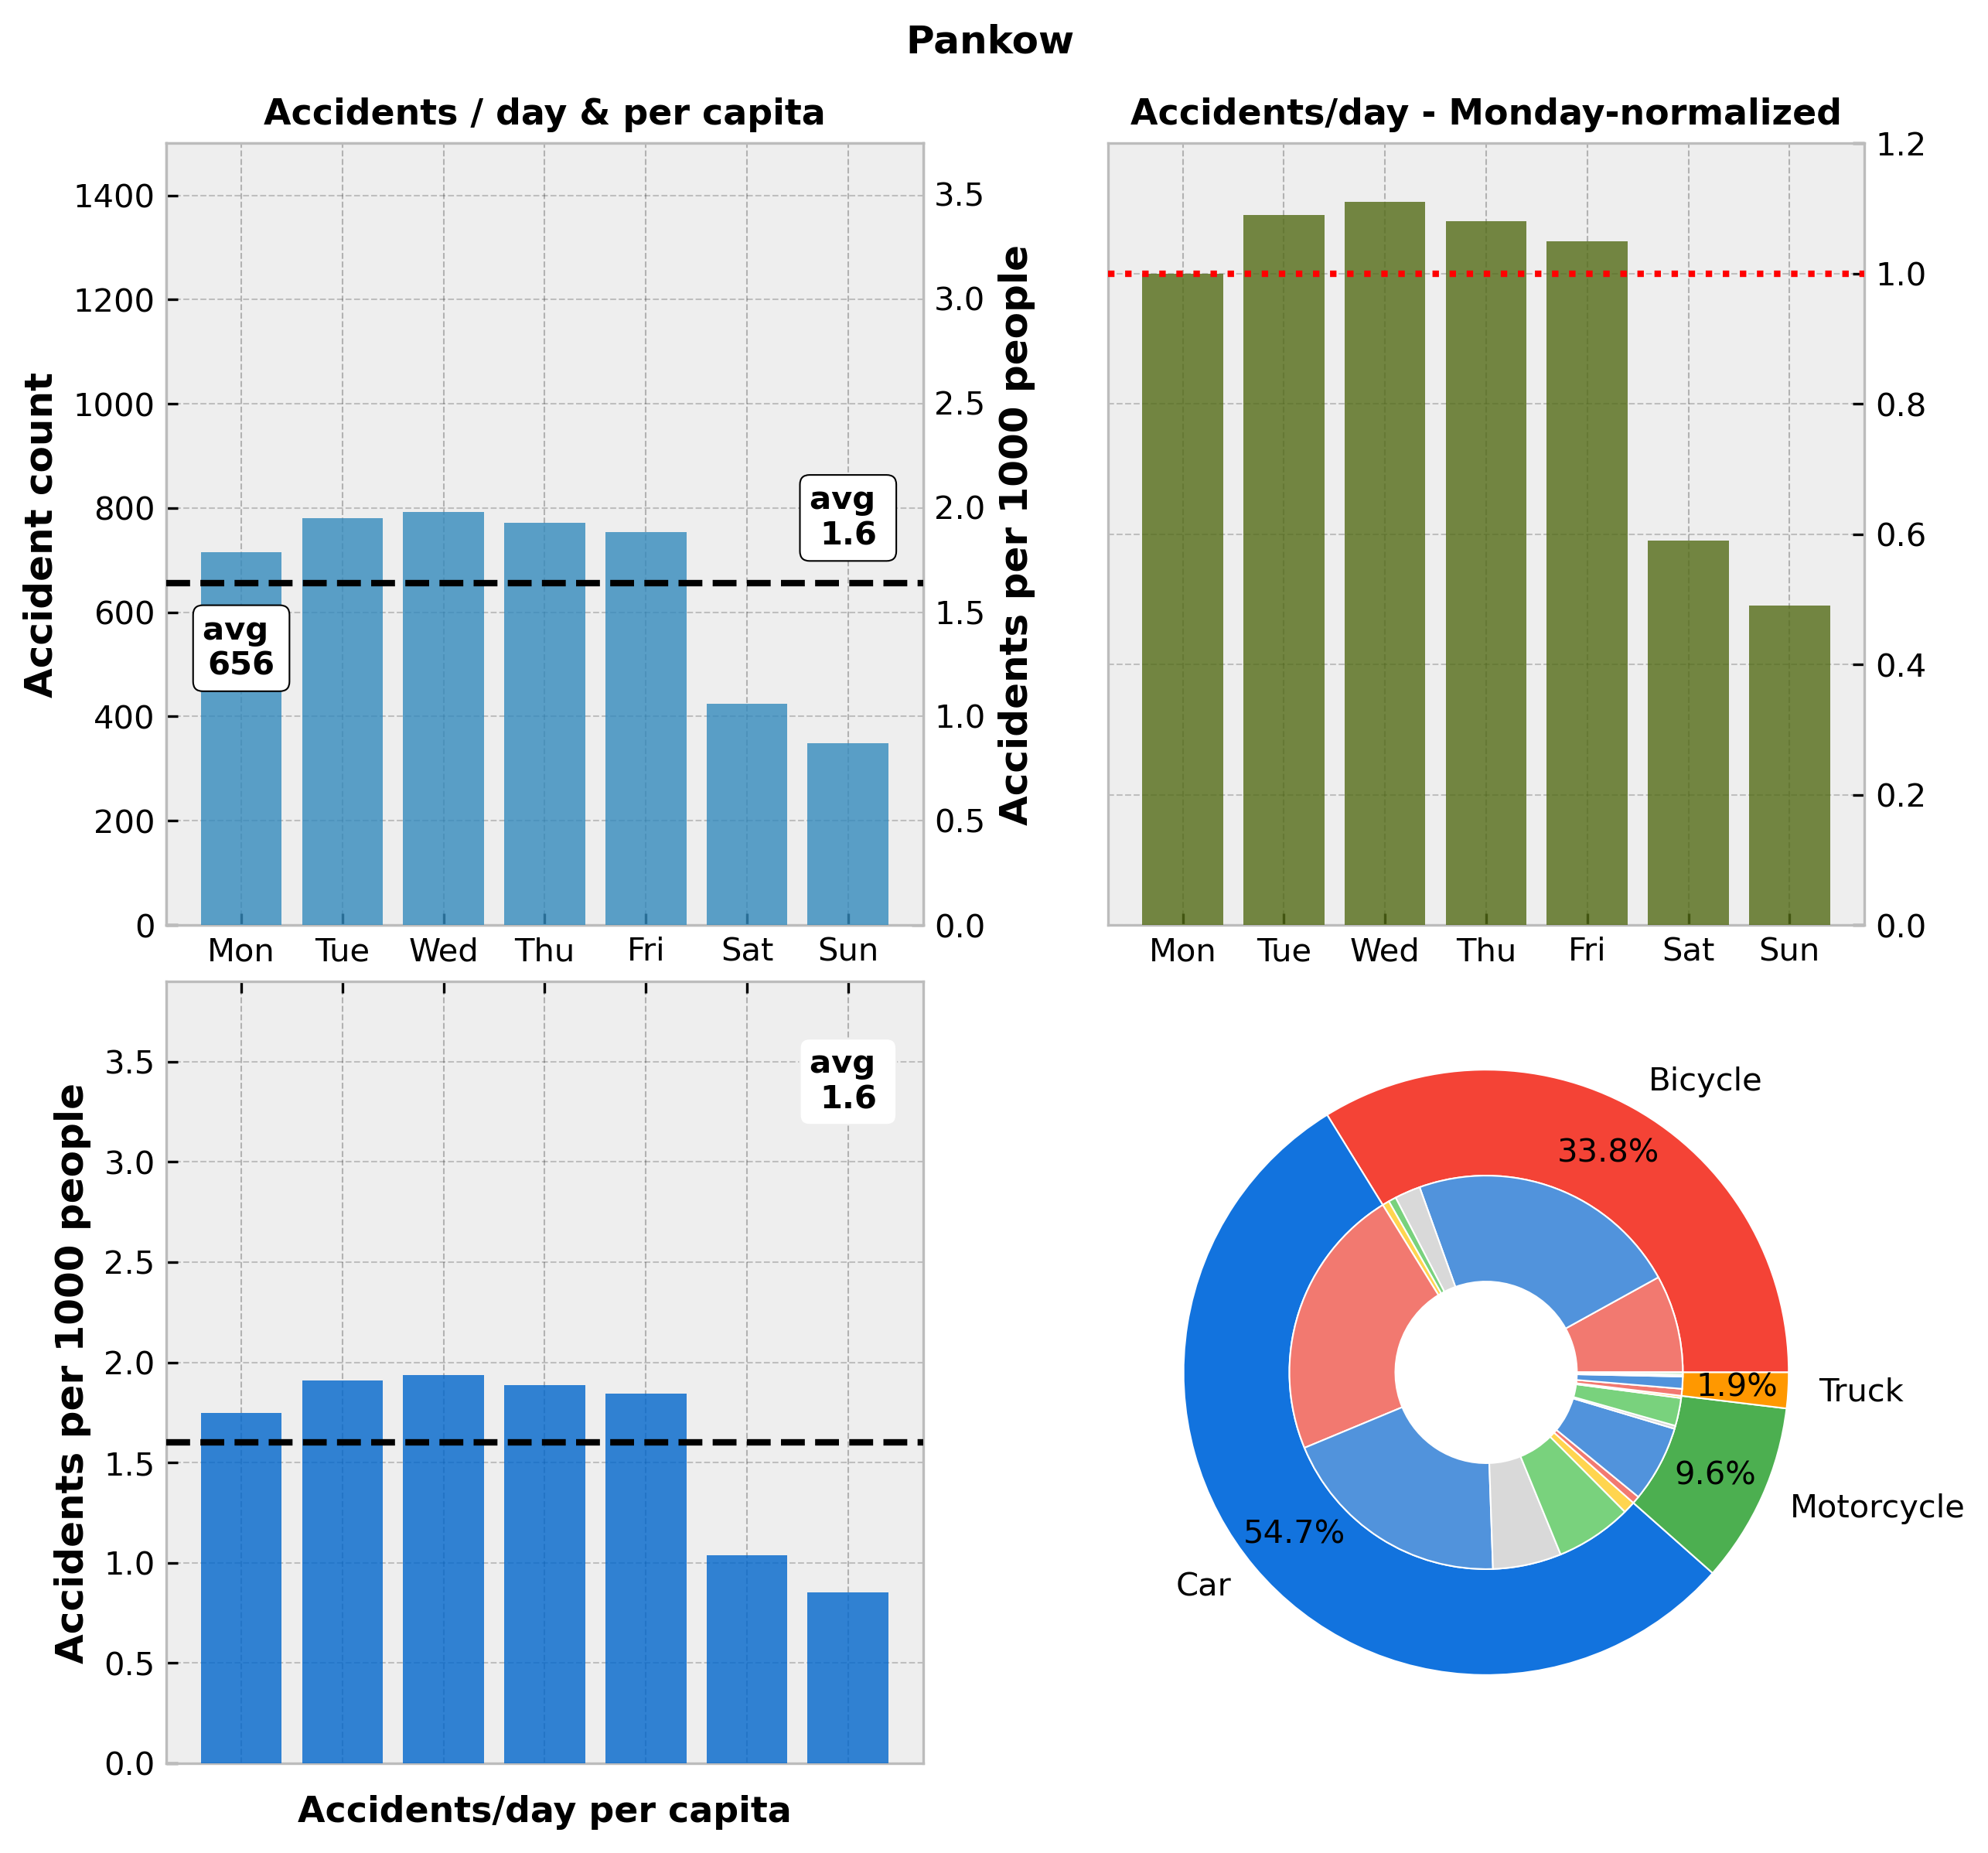 Pankow
Accidents / day & per capita
Accident count
1400
1200
1000
800
600
400
200
0
3.5
3.0
2.5
2.0
1.5
1.0
0.5
0.0
Accidents per 1000 people
avg
1.6
avg
656
Mon Tue Wed Thu Fri Sat Sun
Accidents/day - Monday-normalized
1.2
1.0
0.8
0.6
0.4
0.2
0.0
Mon Tue Wed Thu Fri Sat Sun
Accidents per 1000 people
3.5
3.0
2.5
2.0
1.5
1.0
0.5
0.0
avg
1.6
Accidents/day per capita
Bicycle
33.8%
1.9%
Truck
9.6%
Motorcycle
54.7%
Car